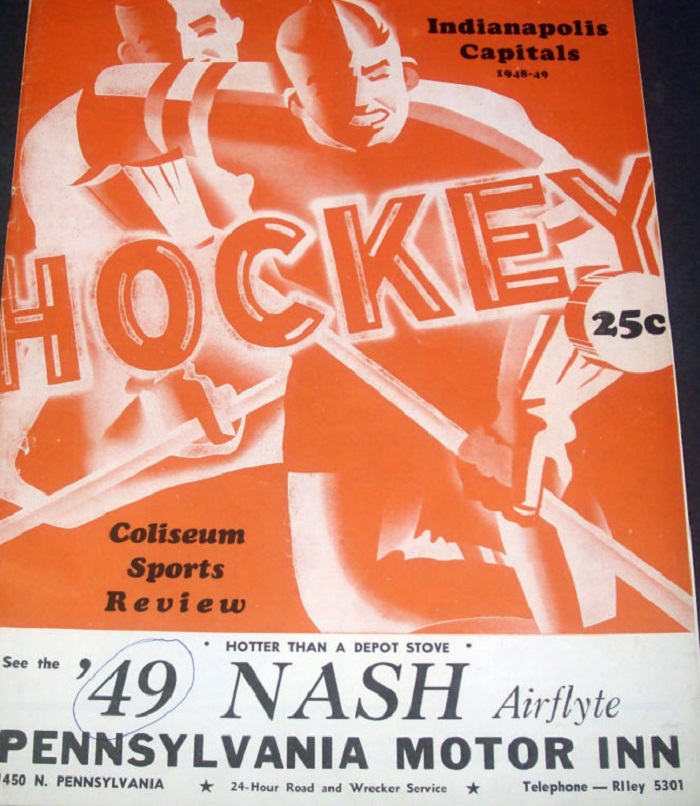 Indianapolis
Capitals
1948-49
HOCKEY
25c
Coliseum
Sports
Review
• HOTTER THAN A DEPOT STOVE •
See the '49 NASH Airflyte
PENNSYLVANIA MOTOR INN
1450 N. PENNSYLVANIA ★ 24-Hour Road and Wrecker Service ★ Telephone — RIley 5301